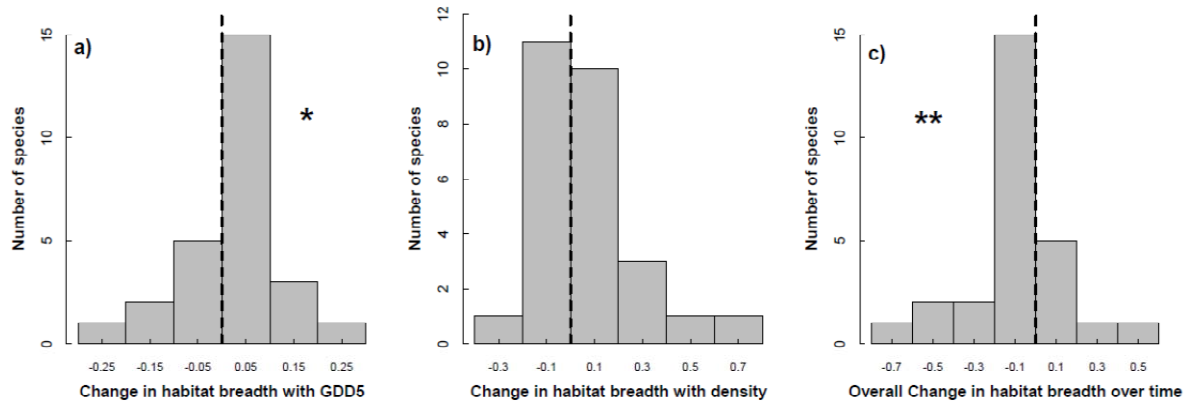 a)
Number of species
15
10
5
0
*
-0.25 -0.15 -0.05 0.05 0.15 0.25
Change in habitat breadth with GDD5
b)
Number of species
12
10
8
6
4
2
0
-0.3 -0.1 0.1 0.3 0.5 0.7
Change in habitat breadth with density
c)
Number of species
15
10
5
0
**
-0.7 -0.5 -0.3 -0.1 0.1 0.3 0.5
Overall Change in habitat breadth over time